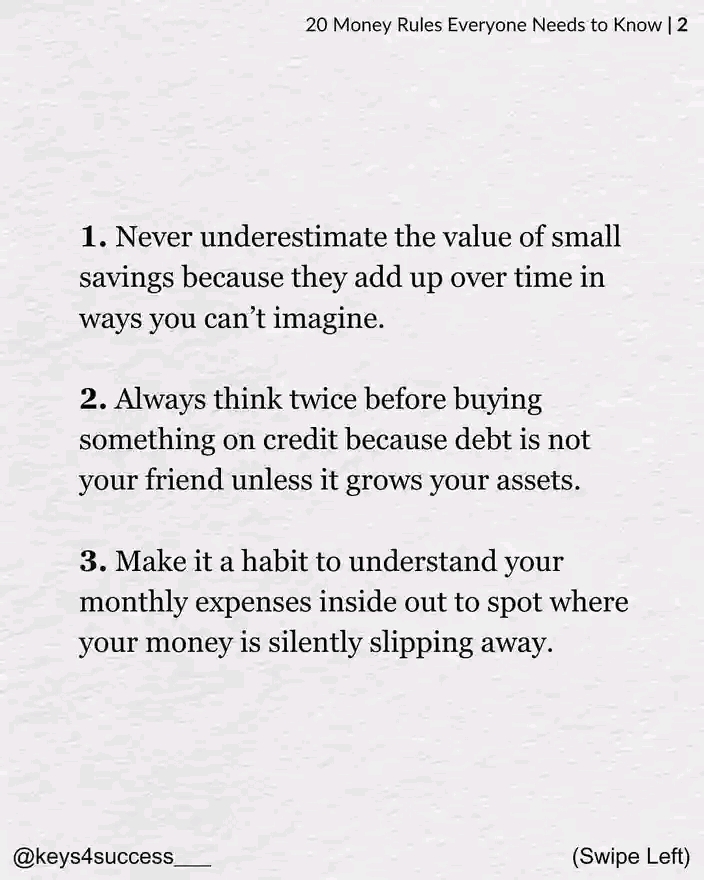 20 Money Rules Everyone Needs to Know | 2
1. Never underestimate the value of small
savings because they add up over time in
ways you can’t imagine.
2. Always think twice before buying
something on credit because debt is not
your friend unless it grows your assets.
3. Make it a habit to understand your
monthly expenses inside out to spot where
your money is silently slipping away.
@keys4success___
(Swipe Left)